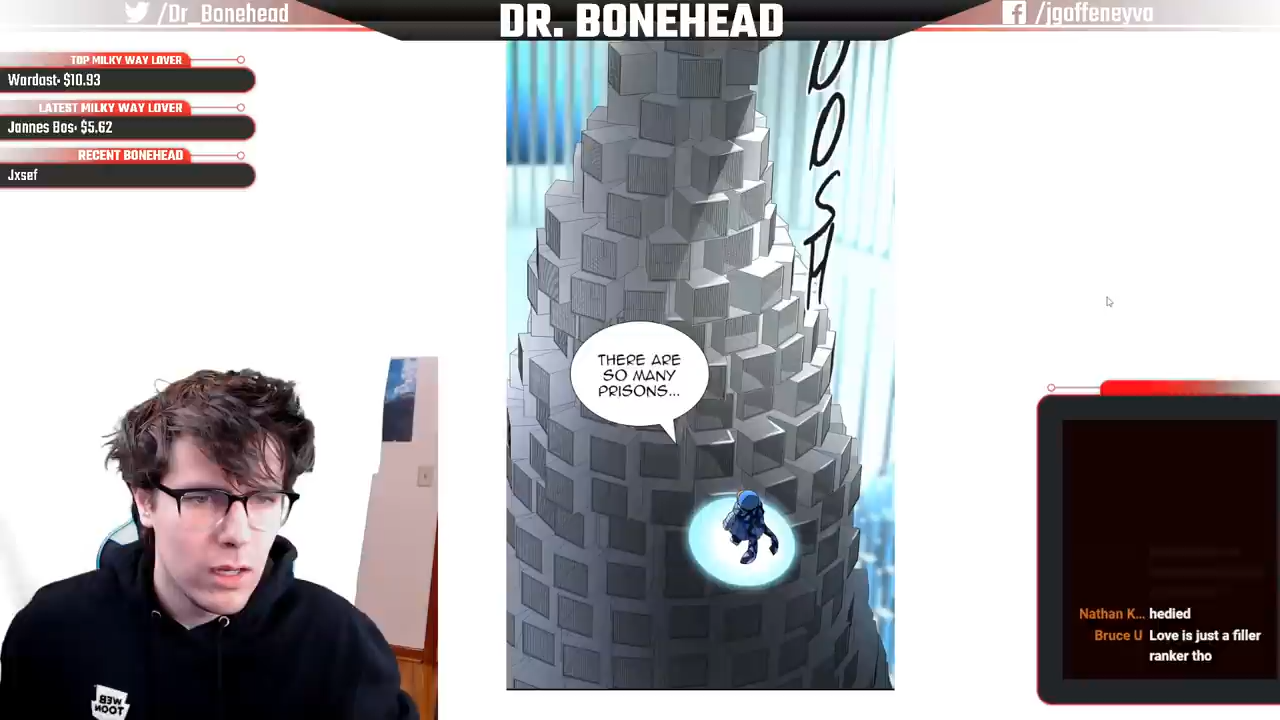 /Dr_Bonehead
DR. BONEHEAD
/jgaffeneyva
TOP MILKY WAY LOVER
Wardast• $10.93
LATEST MILKY WAY LOVER
Jannes Bos• $5.62
RECENT BONEHEAD
Jxsef
OOSH
THERE ARE
SO MANY
PRISONS...
WEB
TOON
Nathan K... hedied
Bruce U Love is just a filler
ranker tho